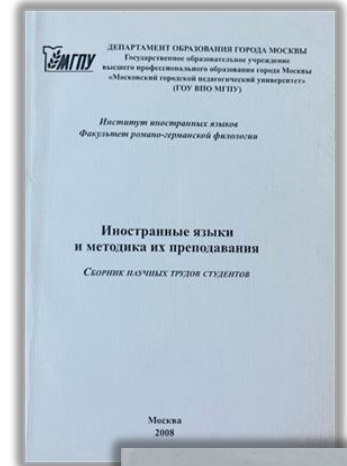 МГПУ
ДЕПАРТАМЕНТ ОБРАЗОВАНИЯ ГОРОДА МОСКВЫ
Государственное образовательное учреждение
высшего профессионального образования города Москвы
«Московский городской педагогический университет»
(ГОУ ВПО МГПУ)
Институт иностранных языков
Факультет романо-германской филологии
Иностранные языки
и методика их преподавания
Сборник научных трудов студентов
Москва
2008